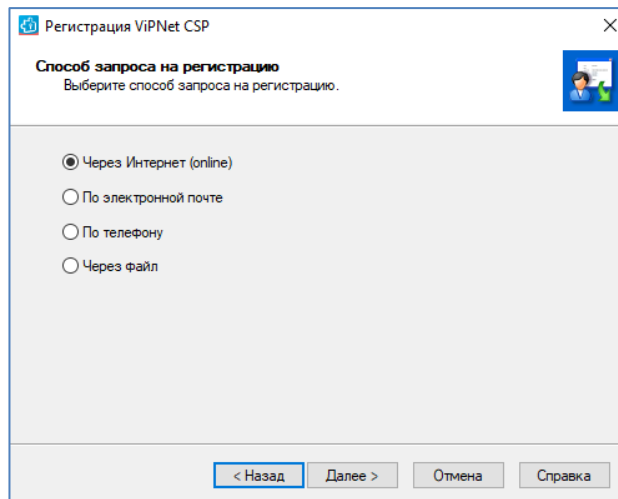 Регистрация ViPNet CSP
Способ запроса на регистрацию
Выберите способ запроса на регистрацию.
Через Интернет (online)
По электронной почте
По телефону
Через файл
< Назад
Далее >
Отмена
Справка